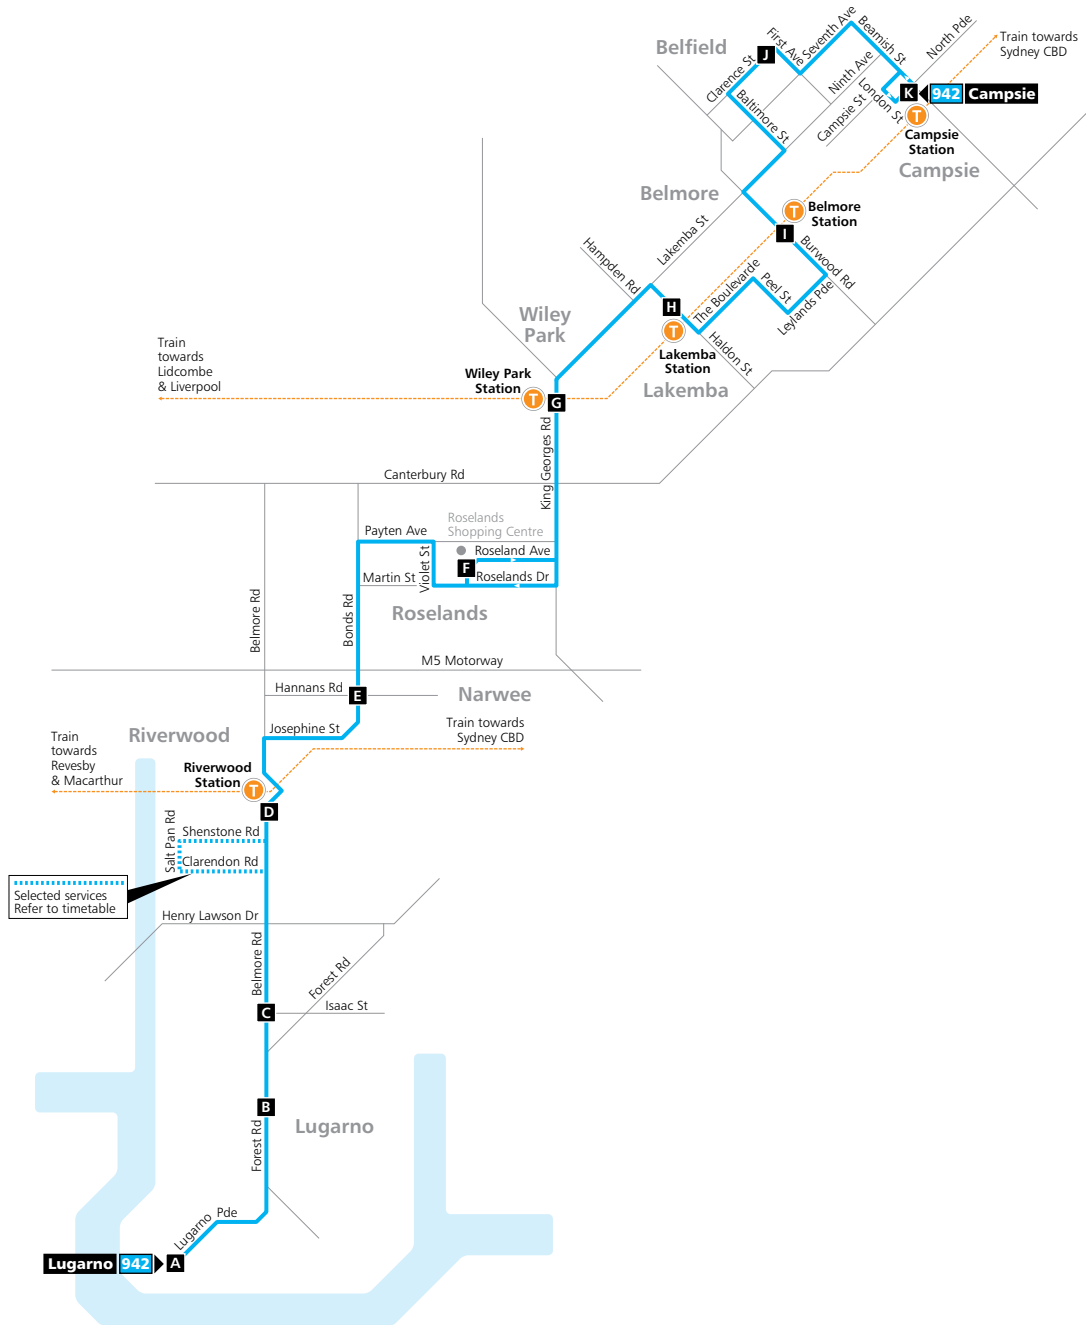 Belfield
Clarence St
J
First Ave
Seventh Ave
Beamish St
North Pde
Train towards
Sydney CBD
Ninth Ave
Campsie St
London St
K
942
Campsie
T
Campsie
Station
Campsie
Baltimore St
Belmore
T
Belmore
Station
I
Lakemba St
Hampden Rd
Burwood Rd
The Boulevarde
Peel St
Leylands Pde
H
T
Lakemba
Station
Lakemba
Haldon St
Wiley
Park
Train
towards
Lidcombe
& Liverpool
Wiley Park
Station
T
G
King Georges Rd
Canterbury Rd
Roselands
Shopping Centre
Payten Ave
Violet St
Roseland Ave
F
Roselands Dr
Martin St
Roselands
Belmore Rd
Bonds Rd
M5 Motorway
Hannans Rd
E
Narwee
Josephine St
Train towards
Sydney CBD
Riverwood
Train
towards
Revesby
& Macarthur
Riverwood
Station
T
D
Salt Pan Rd
Shenstone Rd
Clarendon Rd
Selected services
Refer to timetable
Henry Lawson Dr
Belmore Rd
Forest Rd
Isaac St
C
B
Lugarno
Forest Rd
Lugarno Pde
Lugarno
942
A